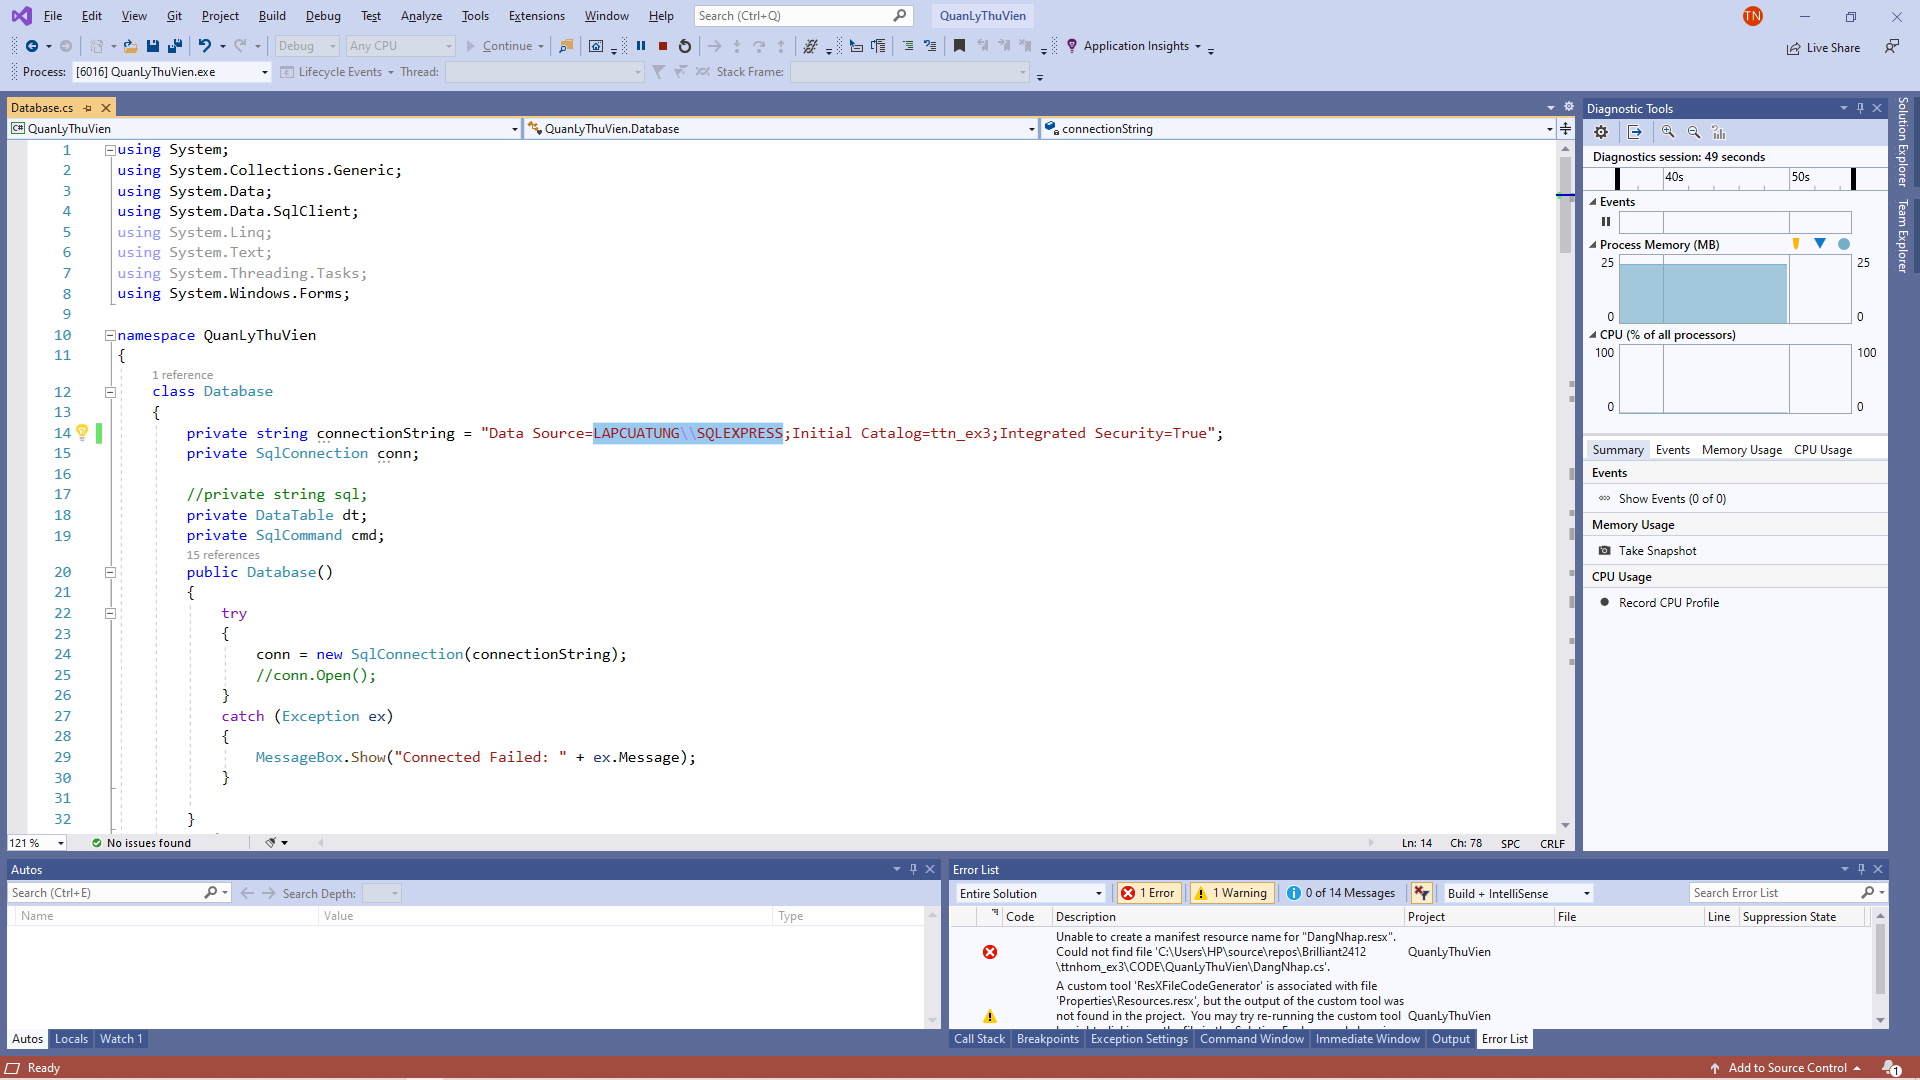 File Edit View Git Project Build Debug Test Analyze Tools Extensions Window Help Search (Ctrl+Q) QuanLyThuVien TN
Debug Any CPU Continue Application Insights Live Share
Process: [6016] QuanLyThuVien.exe Lifecycle Events Thread: Stack Frame:
Database.cs
C# QuanLyThuVien QuanLyThuVien.Database connectionString
1 using System;
2 using System.Collections.Generic;
3 using System.Data;
4 using System.Data.SqlClient;
5 using System.Linq;
6 using System.Text;
7 using System.Threading.Tasks;
8 using System.Windows.Forms;
9
10 namespace QuanLyThuVien
11 {
1 reference
12 class Database
13 {
14 private string connectionString = "Data Source=LAPCUATUNG\\SQLEXPRESS;Initial Catalog=ttn_ex3;Integrated Security=True";
15 private SqlConnection conn;
16
17 //private string sql;
18 private DataTable dt;
19 private SqlCommand cmd;
15 references
20 public Database()
21 {
22 try
23 {
24 conn = new SqlConnection(connectionString);
25 //conn.Open();
26 }
27 catch (Exception ex)
28 {
29 MessageBox.Show("Connected Failed: " + ex.Message);
30 }
31
32 }
121 % No issues found Ln: 14 Ch: 78 SPC CRLF
Diagnostic Tools
Diagnostics session: 49 seconds
40s 50s
Events
Process Memory (MB)
25 25
0 0
CPU (% of all processors)
100 100
0 0
Summary Events Memory Usage CPU Usage
Events
Show Events (0 of 0)
Memory Usage
Take Snapshot
CPU Usage
Record CPU Profile
Solution Explorer
Team Explorer
Autos
Search (Ctrl+E) Search Depth:
Name Value Type
Autos Locals Watch 1
Error List
Entire Solution 1 Error 1 Warning 0 of 14 Messages Build + IntelliSense Search Error List
Code Description Project File Line Suppression State
Unable to create a manifest resource name for "DangNhap.resx".
Could not find file 'C:\Users\HP\source\repos\Brilliant2412 QuanLyThuVien
\ttnhom_ex3\CODE\QuanLyThuVien\DangNhap.cs'.
A custom tool 'ResXFileCodeGenerator' is associated with file
'Properties\Resources.resx', but the output of the custom tool was
not found in the project. You may try re-running the custom tool QuanLyThuVien
Call Stack Breakpoints Exception Settings Command Window Immediate Window Output Error List
Ready Add to Source Control 1